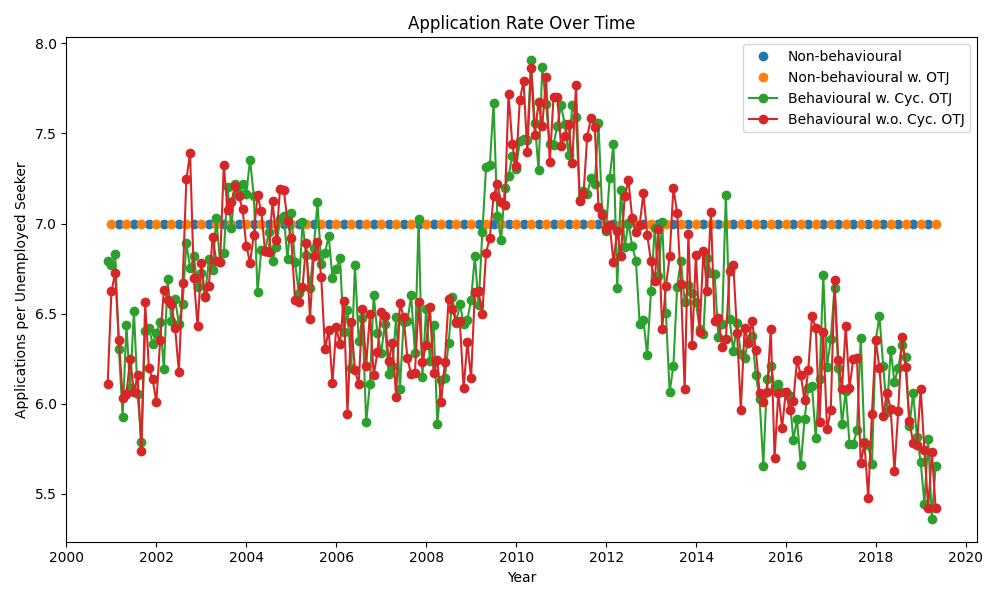 Application Rate Over Time
Applications per Unemployed Seeker
8.0
7.5
7.0
6.5
6.0
5.5
Non-behavioural
Non-behavioural w. OTJ
Behavioural w. Cyc. OTJ
Behavioural w.o. Cyc. OTJ
2000 2002 2004 2006 2008 2010 2012 2014 2016 2018 2020
Year